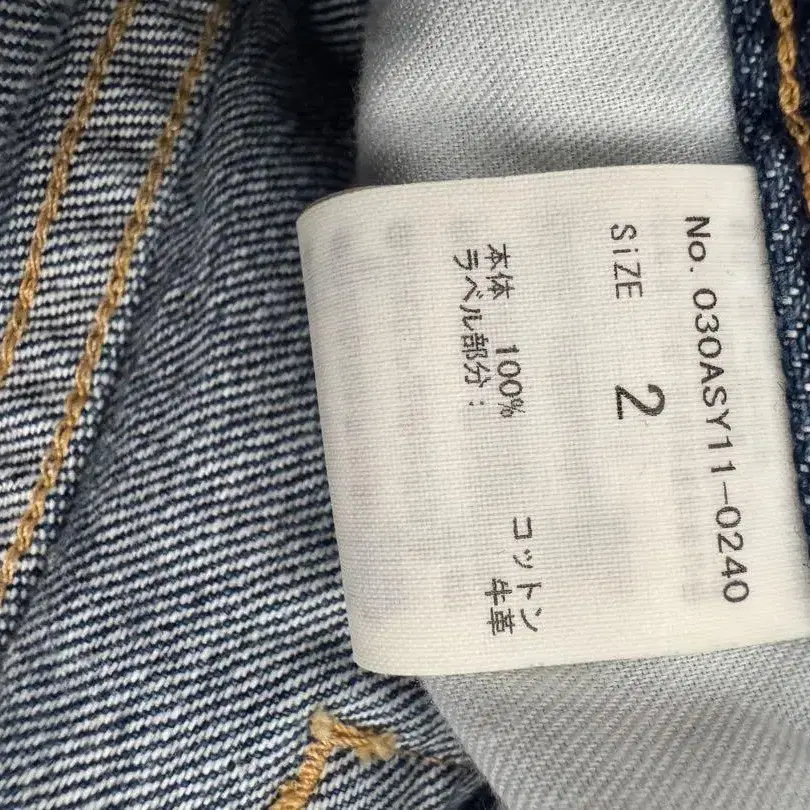 No. 030ASY11-0240
SiZE 2
本体 100% コットン
ラベル部分: 牛革